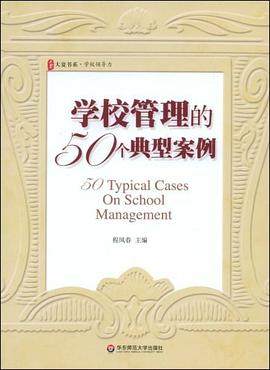 大夏书系·学校领导力
学校管理的
50个典型案例
50 Typical Cases
On School
Management
程凤春 主编
华东师范大学出版社